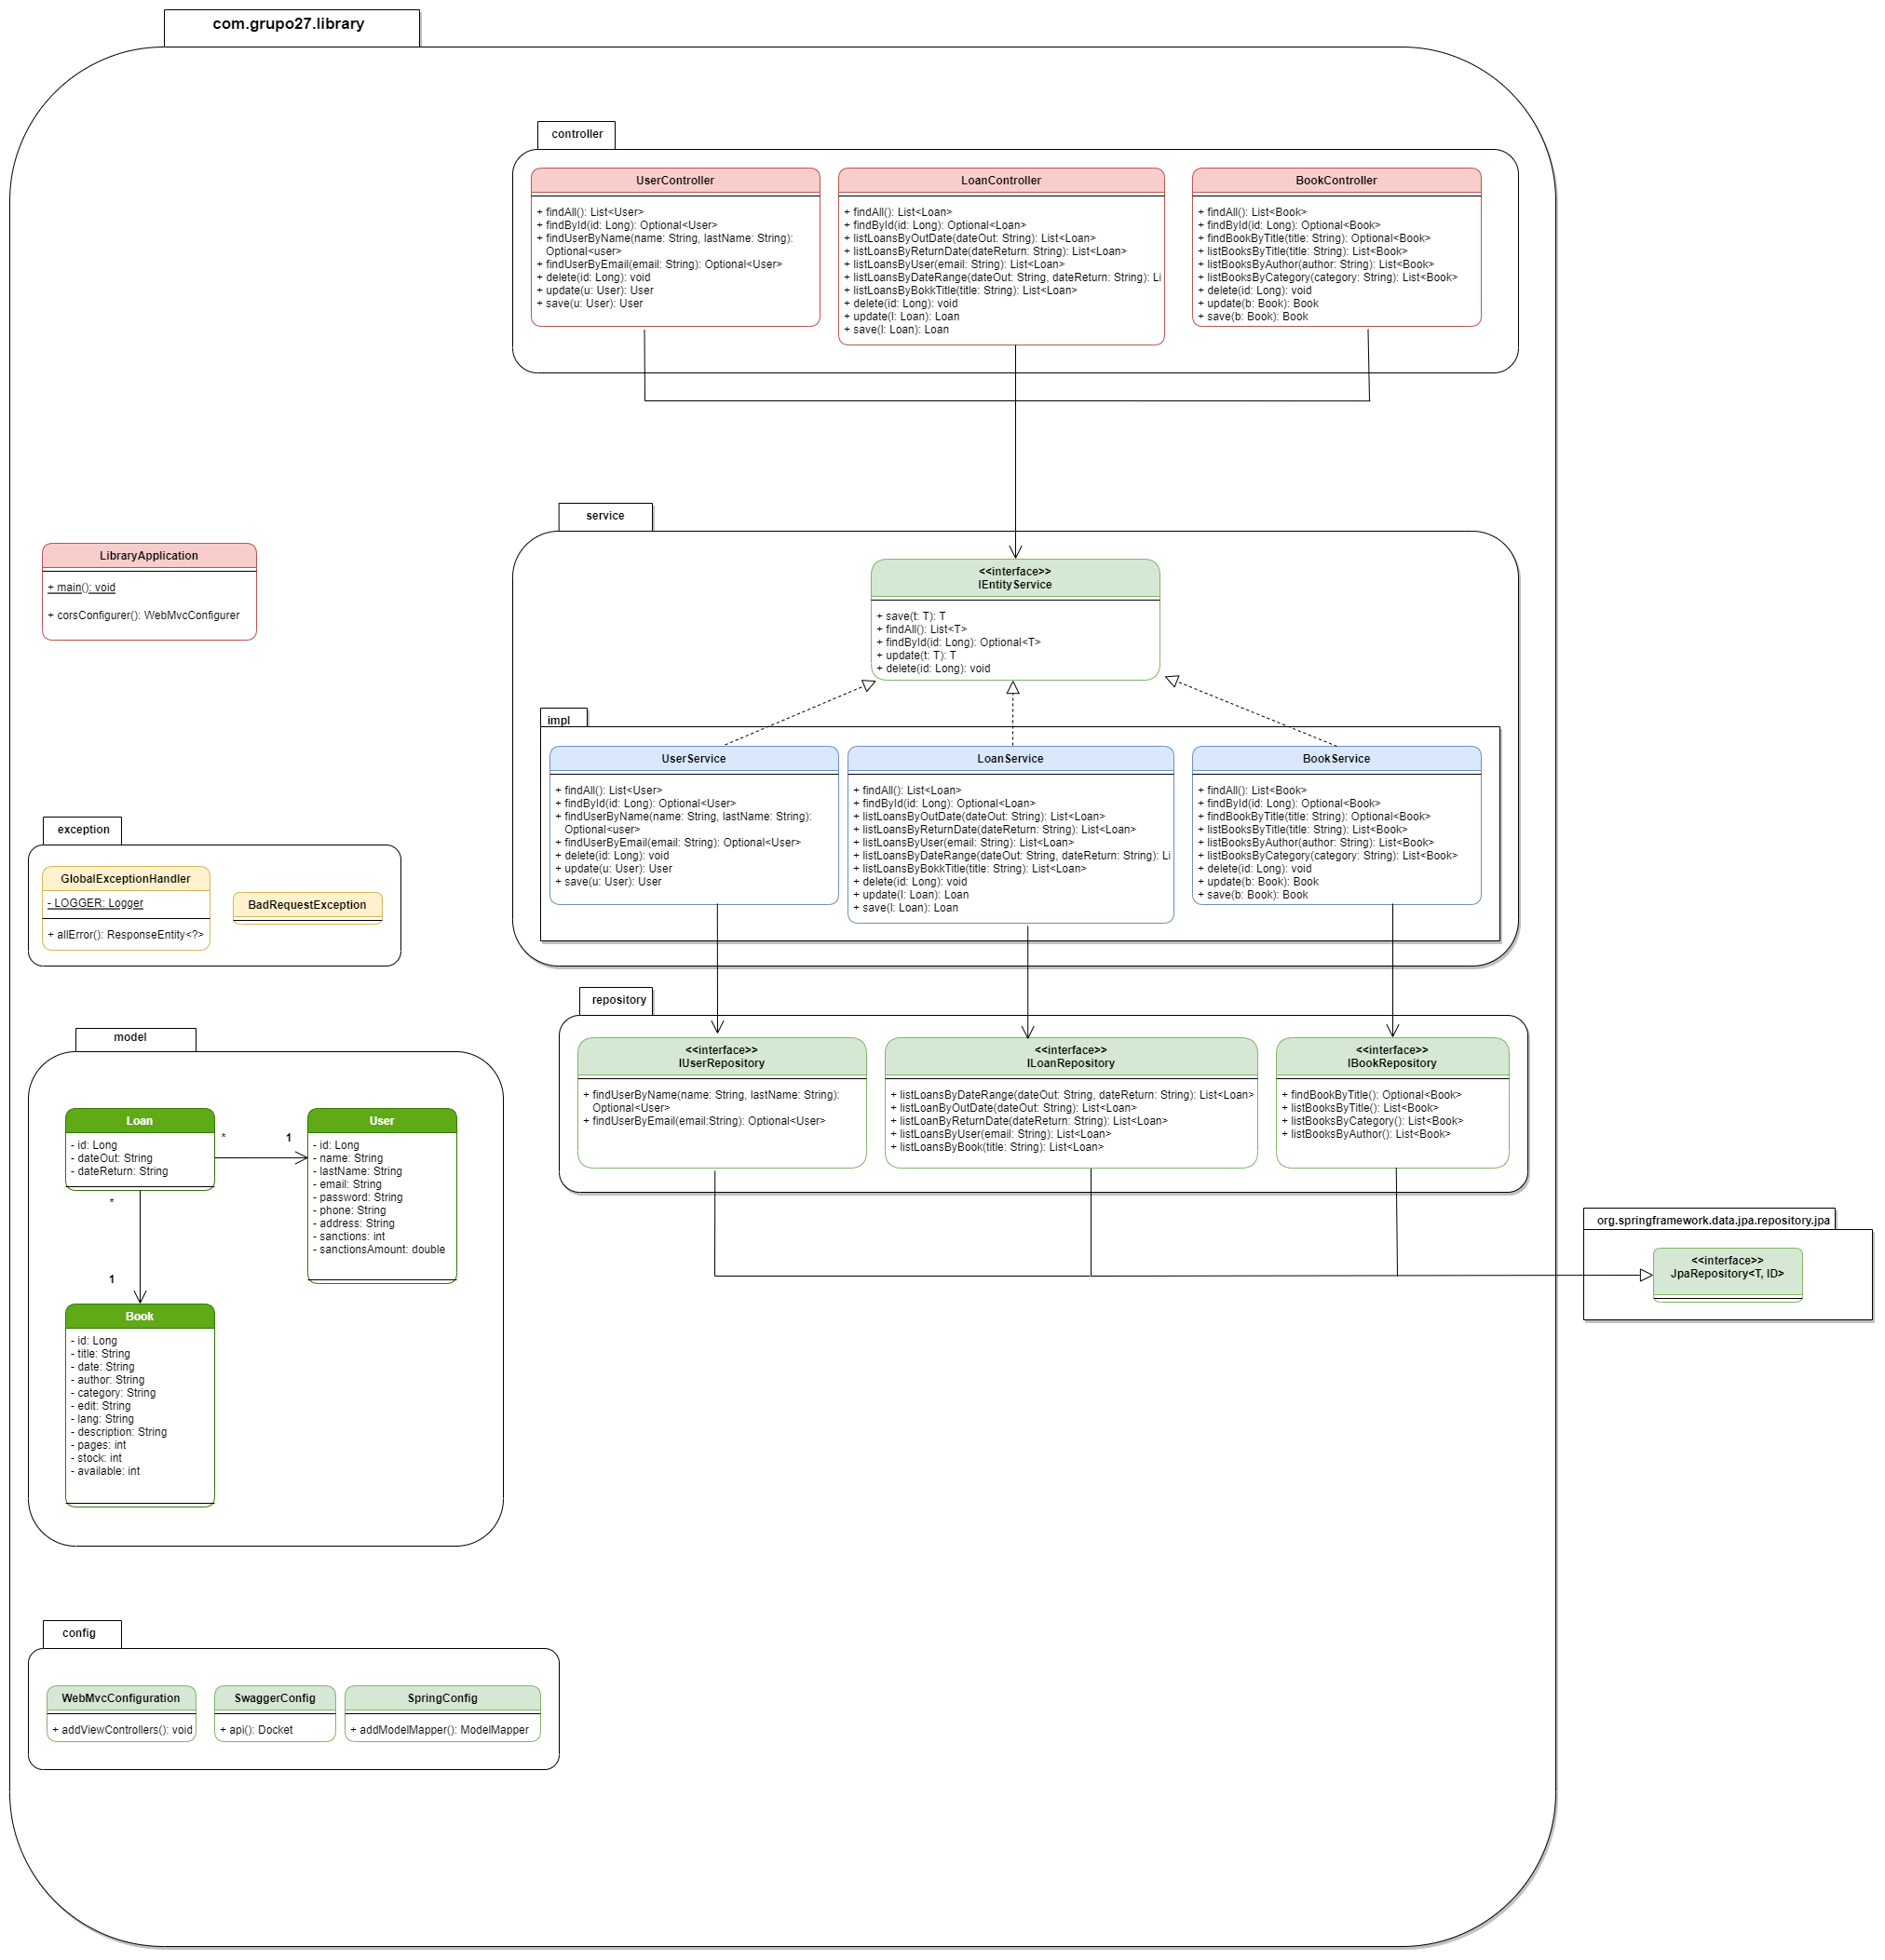 com.grupo27.library
controller
UserController
+ findAll(): List<User>
+ findById(id: Long): Optional<User>
+ findUserByName(name: String, lastName: String):
Optional<user>
+ findUserByEmail(email: String): Optional<User>
+ delete(id: Long): void
+ update(u: User): User
+ save(u: User): User
LoanController
+ findAll(): List<Loan>
+ findById(id: Long): Optional<Loan>
+ listLoansByOutDate(dateOut: String): List<Loan>
+ listLoansByReturnDate(dateReturn: String): List<Loan>
+ listLoansByUser(email: String): List<Loan>
+ listLoansByDateRange(dateOut: String, dateReturn: String): Li
+ listLoansByBokkTitle(title: String): List<Loan>
+ delete(id: Long): void
+ update(l: Loan): Loan
+ save(l: Loan): Loan
BookController
+ findAll(): List<Book>
+ findById(id: Long): Optional<Book>
+ findBookByTitle(title: String): Optional<Book>
+ listBooksByTitle(title: String): List<Book>
+ listBooksByAuthor(author: String): List<Book>
+ listBooksByCategory(category: String): List<Book>
+ delete(id: Long): void
+ update(b: Book): Book
+ save(b: Book): Book
service
<<interface>>
IEntityService
+ save(t: T): T
+ findAll(): List<T>
+ findById(id: Long): Optional<T>
+ update(t: T): T
+ delete(id: Long): void
LibraryApplication
+ main(): void
+ corsConfigurer(): WebMvcConfigurer
impl
UserService
+ findAll(): List<User>
+ findById(id: Long): Optional<User>
+ findUserByName(name: String, lastName: String):
Optional<user>
+ findUserByEmail(email: String): Optional<User>
+ delete(id: Long): void
+ update(u: User): User
+ save(u: User): User
LoanService
+ findAll(): List<Loan>
+ findById(id: Long): Optional<Loan>
+ listLoansByOutDate(dateOut: String): List<Loan>
+ listLoansByReturnDate(dateReturn: String): List<Loan>
+ listLoansByUser(email: String): List<Loan>
+ listLoansByDateRange(dateOut: String, dateReturn: String): Li
+ listLoansByBokkTitle(title: String): List<Loan>
+ delete(id: Long): void
+ update(l: Loan): Loan
+ save(l: Loan): Loan
BookService
+ findAll(): List<Book>
+ findById(id: Long): Optional<Book>
+ findBookByTitle(title: String): Optional<Book>
+ listBooksByTitle(title: String): List<Book>
+ listBooksByAuthor(author: String): List<Book>
+ listBooksByCategory(category: String): List<Book>
+ delete(id: Long): void
+ update(b: Book): Book
+ save(b: Book): Book
exception
GlobalExceptionHandler
- LOGGER: Logger
+ allError(): ResponseEntity<?>
BadRequestException
repository
<<interface>>
IUserRepository
+ findUserByName(name: String, lastName: String):
Optional<User>
+ findUserByEmail(email:String): Optional<User>
<<interface>>
ILoanRepository
+ listLoansByDateRange(dateOut: String, dateReturn: String): List<Loan>
+ listLoanByOutDate(dateOut: String): List<Loan>
+ listLoanByReturnDate(dateReturn: String): List<Loan>
+ listLoansByUser(email: String): List<Loan>
+ listLoansByBook(title: String): List<Loan>
<<interface>>
IBookRepository
+ findBookByTitle(): Optional<Book>
+ listBooksByTitle(): List<Book>
+ listBooksByCategory(): List<Book>
+ listBooksByAuthor(): List<Book>
model
Loan
- id: Long
- dateOut: String
- dateReturn: String
*
1
User
- id: Long
- name: String
- lastName: String
- email: String
- password: String
- phone: String
- address: String
- sanctions: int
- sanctionsAmount: double
*
1
Book
- id: Long
- title: String
- date: String
- author: String
- category: String
- edit: String
- lang: String
- description: String
- pages: int
- stock: int
- available: int
org.springframework.data.jpa.repository.jpa
<<interface>>
JpaRepository<T, ID>
config
WebMvcConfiguration
+ addViewControllers(): void
SwaggerConfig
+ api(): Docket
SpringConfig
+ addModelMapper(): ModelMapper